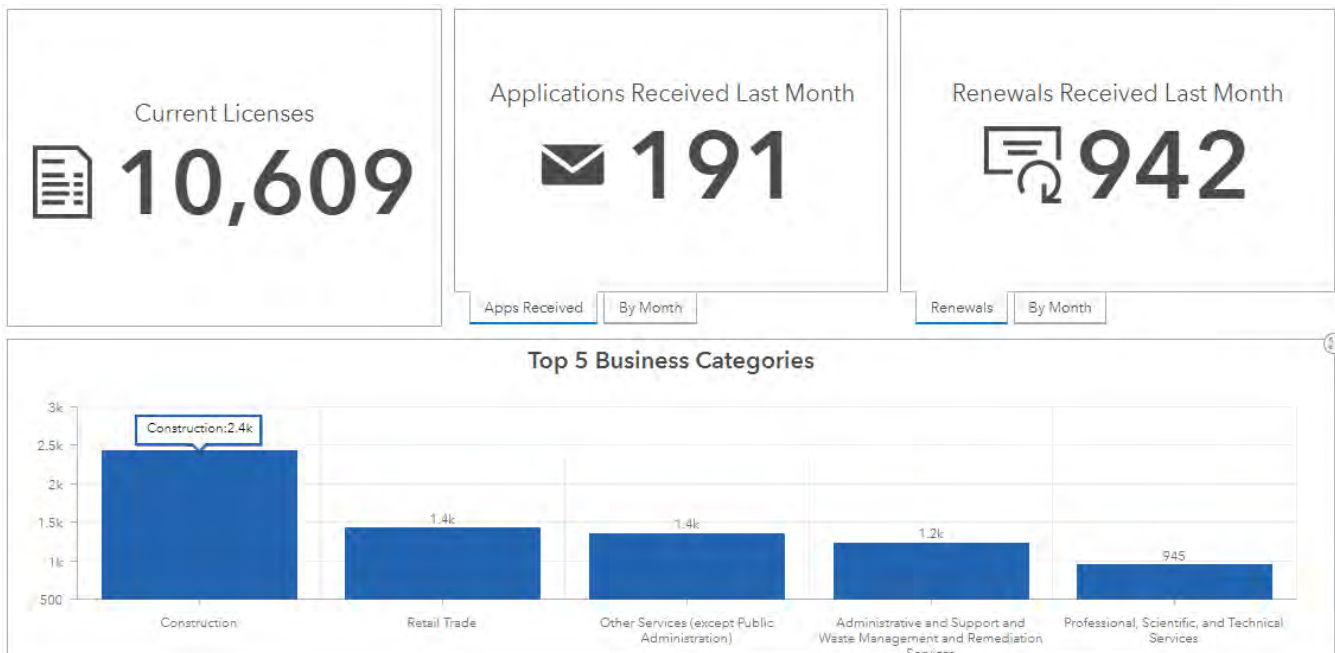 Current Licenses
10,609
Applications Received Last Month
191
Apps Received
By Month
Renewals Received Last Month
942
Renewals
By Month
Top 5 Business Categories
3k
2.5k
2k
1.5k
1k
500
Construction:2.4k
1.4k
1.4k
1.2k
945
Construction
Retail Trade
Other Services (except Public
Administration)
Administrative and Support and
Waste Management and Remediation
Services
Professional, Scientific, and Technical
Services